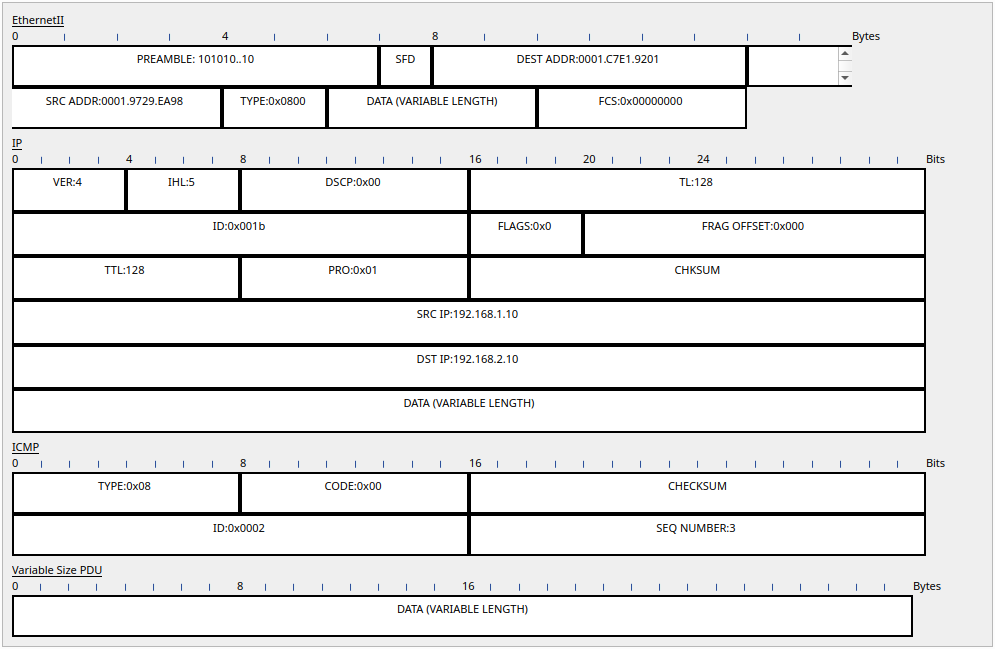 EthernetII
0 4 8 Bytes
PREAMBLE: 101010..10 SFD DEST ADDR:0001.C7E1.9201
SRC ADDR:0001.9729.EA98 TYPE:0x0800 DATA (VARIABLE LENGTH) FCS:0x00000000
IP
0 4 8 16 20 24 Bits
VER:4 IHL:5 DSCP:0x00 TL:128
ID:0x001b FLAGS:0x0 FRAG OFFSET:0x000
TTL:128 PRO:0x01 CHKSUM
SRC IP:192.168.1.10
DST IP:192.168.2.10
DATA (VARIABLE LENGTH)
ICMP
0 8 16 Bits
TYPE:0x08 CODE:0x00 CHECKSUM
ID:0x0002 SEQ NUMBER:3
Variable Size PDU
0 8 16 Bytes
DATA (VARIABLE LENGTH)